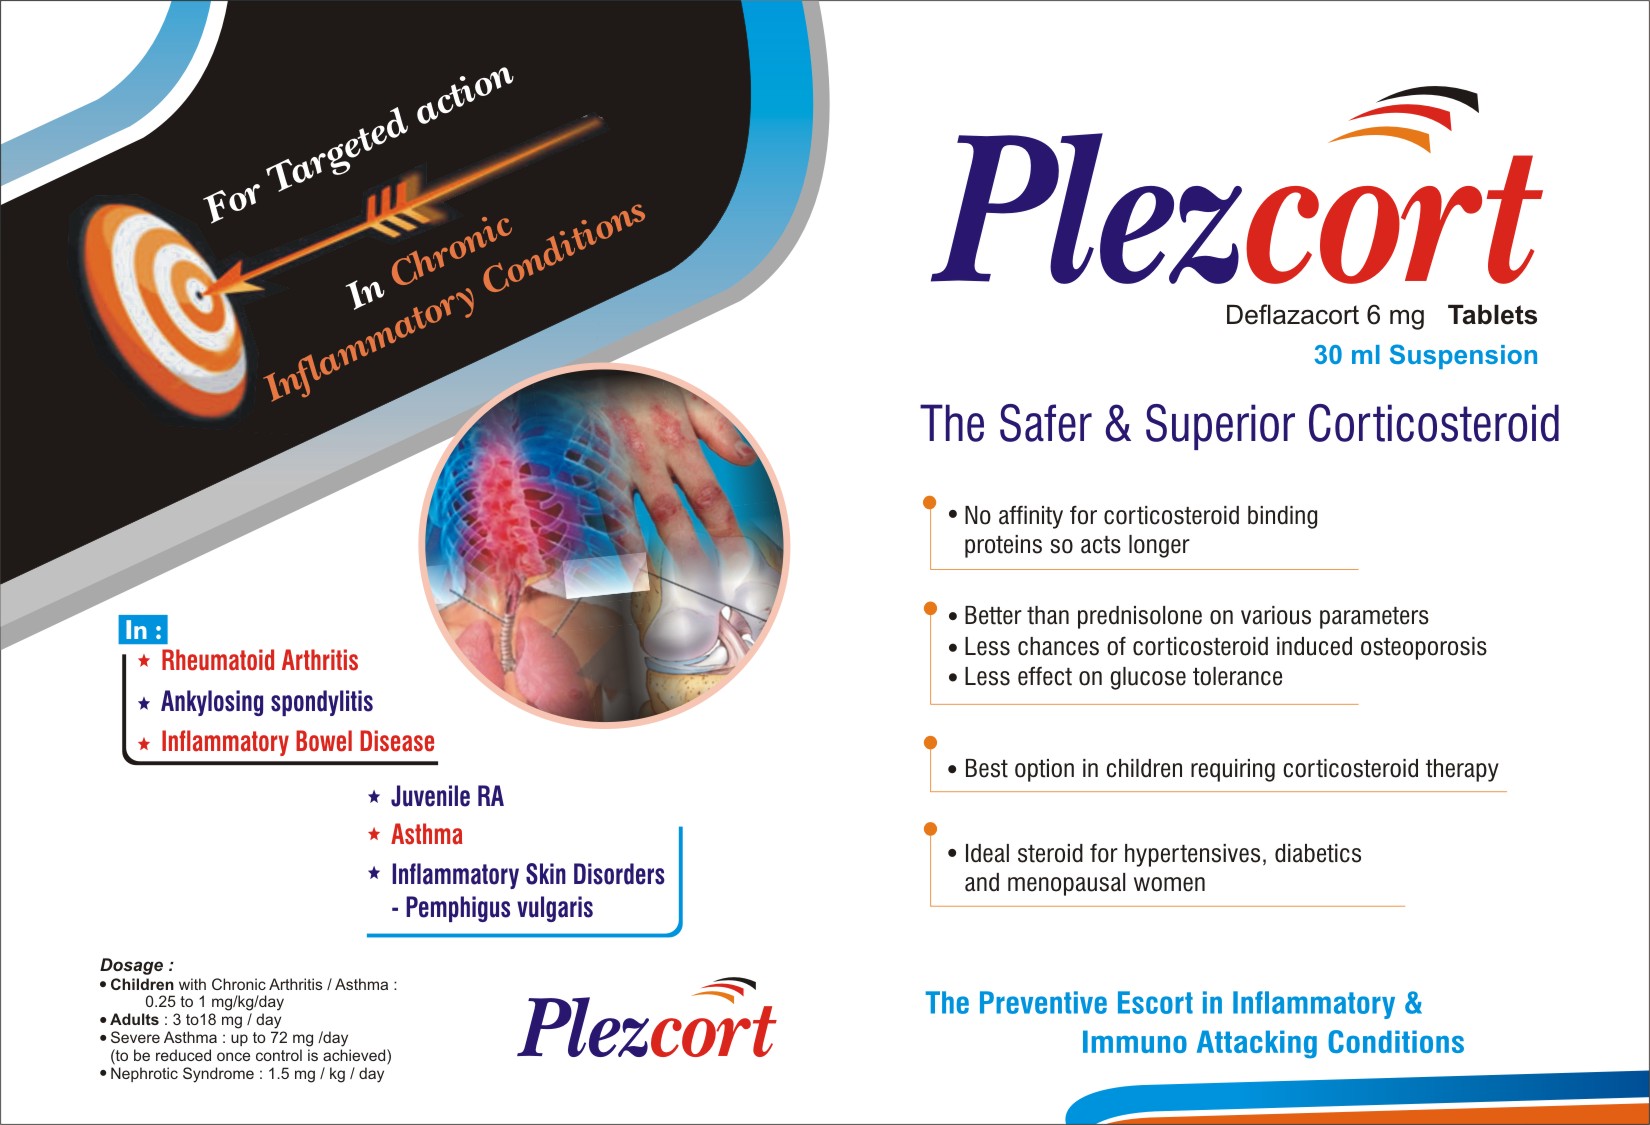 For Targeted action
In Chronic
Inflammatory Conditions
In :
Rheumatoid Arthritis
Ankylosing spondylitis
Inflammatory Bowel Disease
Juvenile RA
Asthma
Inflammatory Skin Disorders
- Pemphigus vulgaris
Dosage :
• Children with Chronic Arthritis / Asthma :
0.25 to 1 mg/kg/day
• Adults : 3 to18 mg / day
• Severe Asthma : up to 72 mg /day
(to be reduced once control is achieved)
• Nephrotic Syndrome : 1.5 mg / kg / day
Plezcort
Plezcort
Deflazacort 6 mg Tablets
30 ml Suspension
The Safer & Superior Corticosteroid
• No affinity for corticosteroid binding
proteins so acts longer
• Better than prednisolone on various parameters
• Less chances of corticosteroid induced osteoporosis
• Less effect on glucose tolerance
• Best option in children requiring corticosteroid therapy
• Ideal steroid for hypertensives, diabetics
and menopausal women
The Preventive Escort in Inflammatory &
Immuno Attacking Conditions